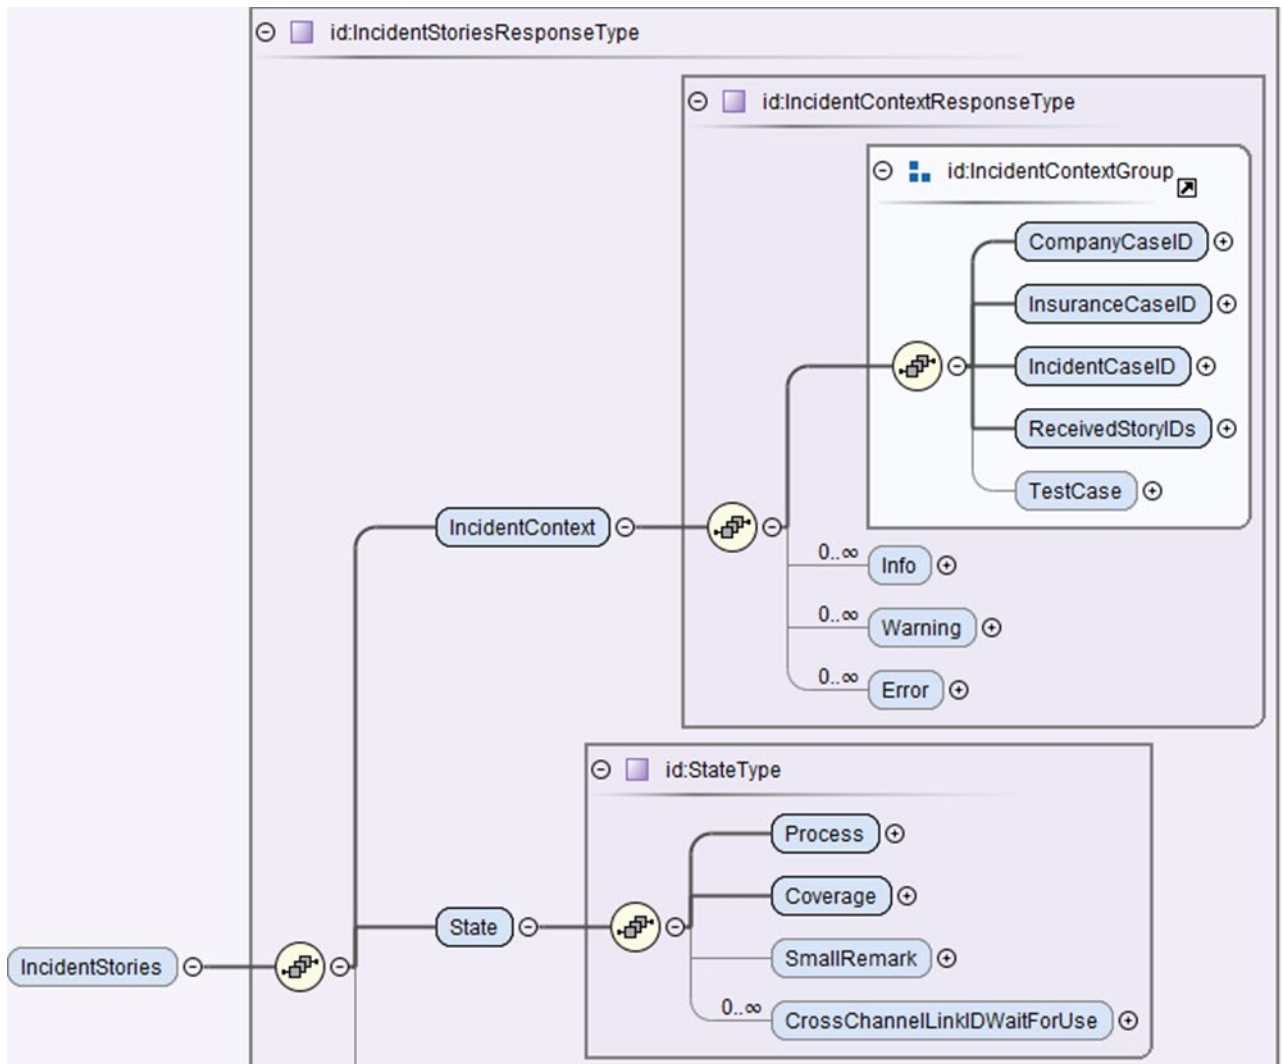 id:IncidentStoriesResponseType
id:IncidentContextResponseType
id:IncidentContextGroup
CompanyCaseID
InsuranceCaseID
IncidentCaseID
ReceivedStoryIDs
TestCase
IncidentContext
0..∞
Info
0..∞
Warning
0..∞
Error
id:StateType
Process
Coverage
State
SmallRemark
IncidentStories
0..∞
CrossChannelLinkIDWaitForUse